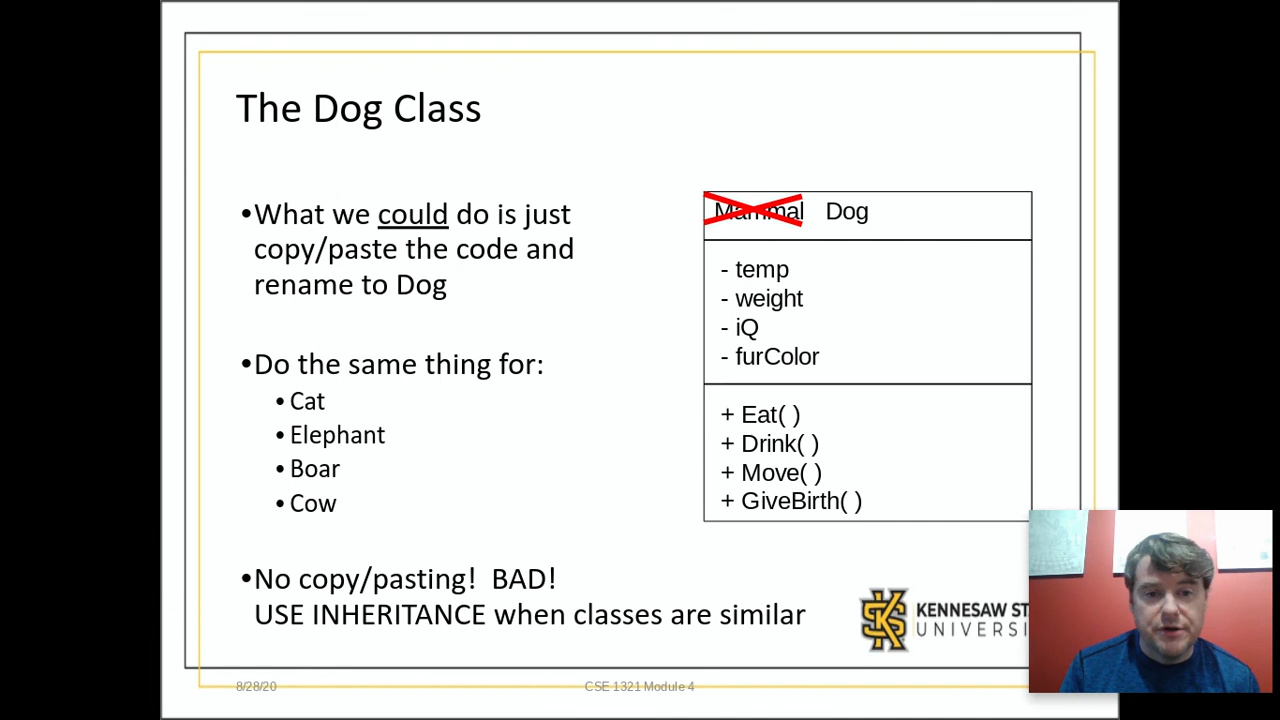 The Dog Class
•What we could do is just
copy/paste the code and
rename to Dog
•Do the same thing for:
• Cat
• Elephant
• Boar
• Cow
•No copy/pasting!  BAD!
USE INHERITANCE when classes are similar
Mammal Dog
- temp
- weight
- iQ
- furColor
+ Eat( )
+ Drink( )
+ Move( )
+ GiveBirth( )
KENNESAW
8/28/20
CSE 1321 Module 4